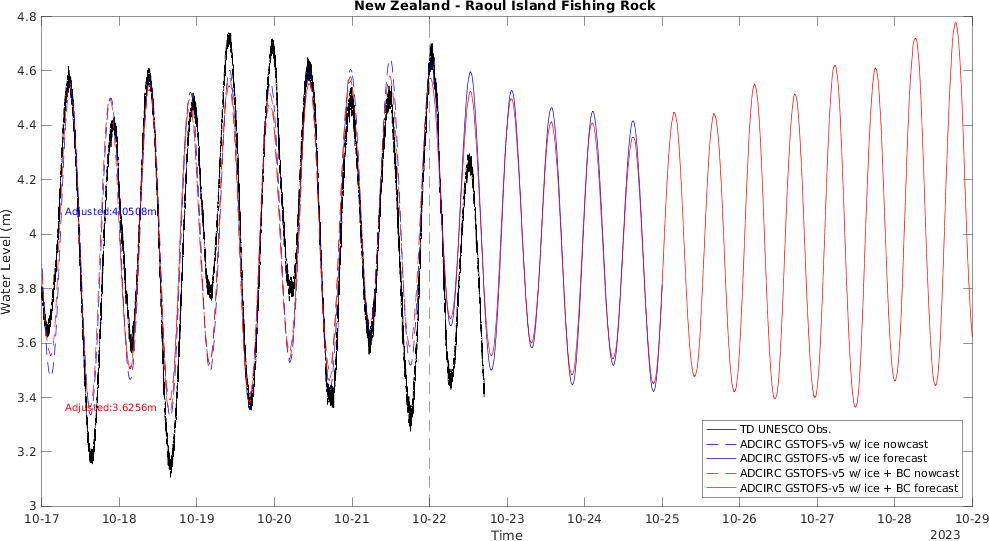 New Zealand - Raoul Island Fishing Rock
4.8
4.6
4.4
4.2
4
3.8
3.6
3.4
3.2
3
Water Level (m)
Adjusted:4.0508m
Adjusted:3.6256m
TD UNESCO Obs.
ADCIRC GSTOFS-v5 w/ ice nowcast
ADCIRC GSTOFS-v5 w/ ice forecast
ADCIRC GSTOFS-v5 w/ ice + BC nowcast
ADCIRC GSTOFS-v5 w/ ice + BC forecast
10-17 10-18 10-19 10-20 10-21 10-22 10-23 10-24 10-25 10-26 10-27 10-28 10-29
Time
2023